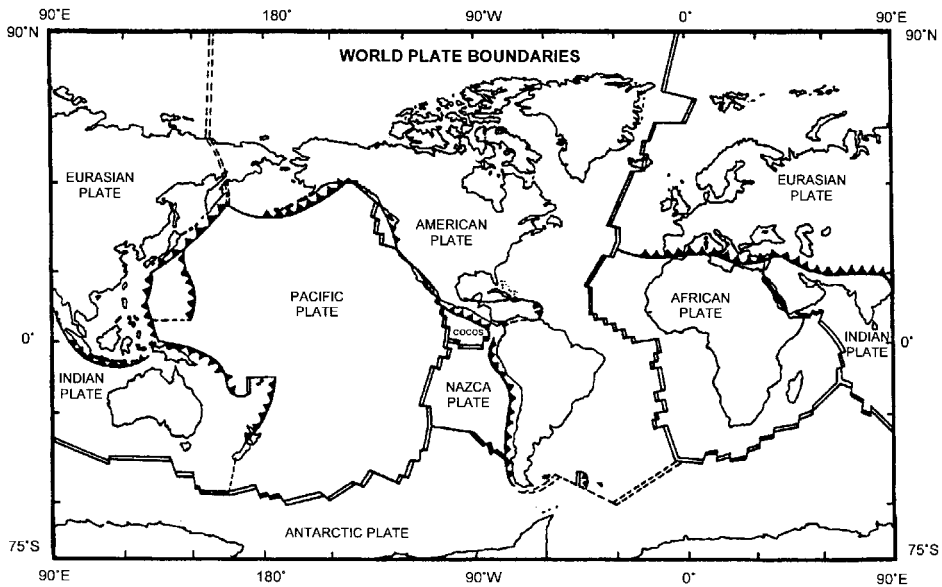 90°E 180° 90°W 0° 90°E
90°N 90°N
WORLD PLATE BOUNDARIES
EURASIAN
PLATE
EURASIAN
PLATE
AMERICAN
PLATE
PACIFIC
PLATE
AFRICAN
PLATE
0° 0°
COCOS
INDIAN
PLATE
INDIAN
PLATE
NAZCA
PLATE
ANTARCTIC PLATE
75°S 75°S
90°E 180° 90°W 0° 90°E